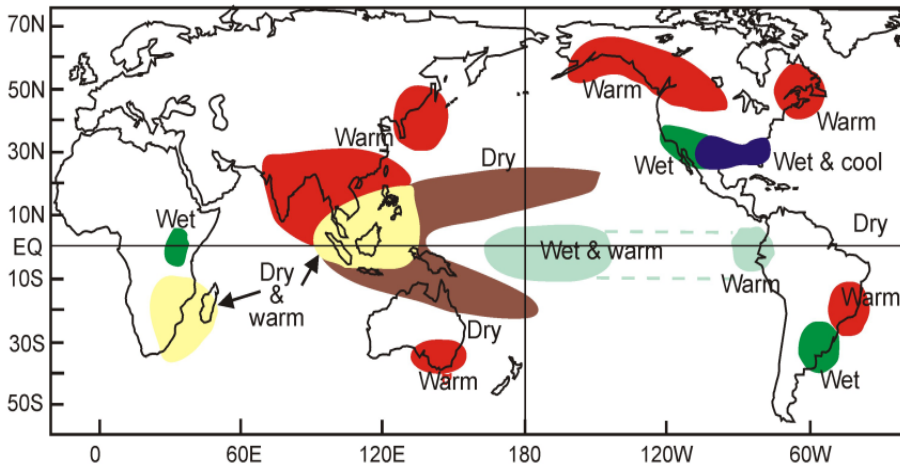 70N
50N
30N
10N
EQ
10S
30S
50S
0
60E
120E
180
120W
60W
Warm
Warm
Warm
Dry
Wet
Wet & cool
Wet
Dry
Wet & warm
Dry
&
warm
Warm
Warm
Dry
Warm
Wet